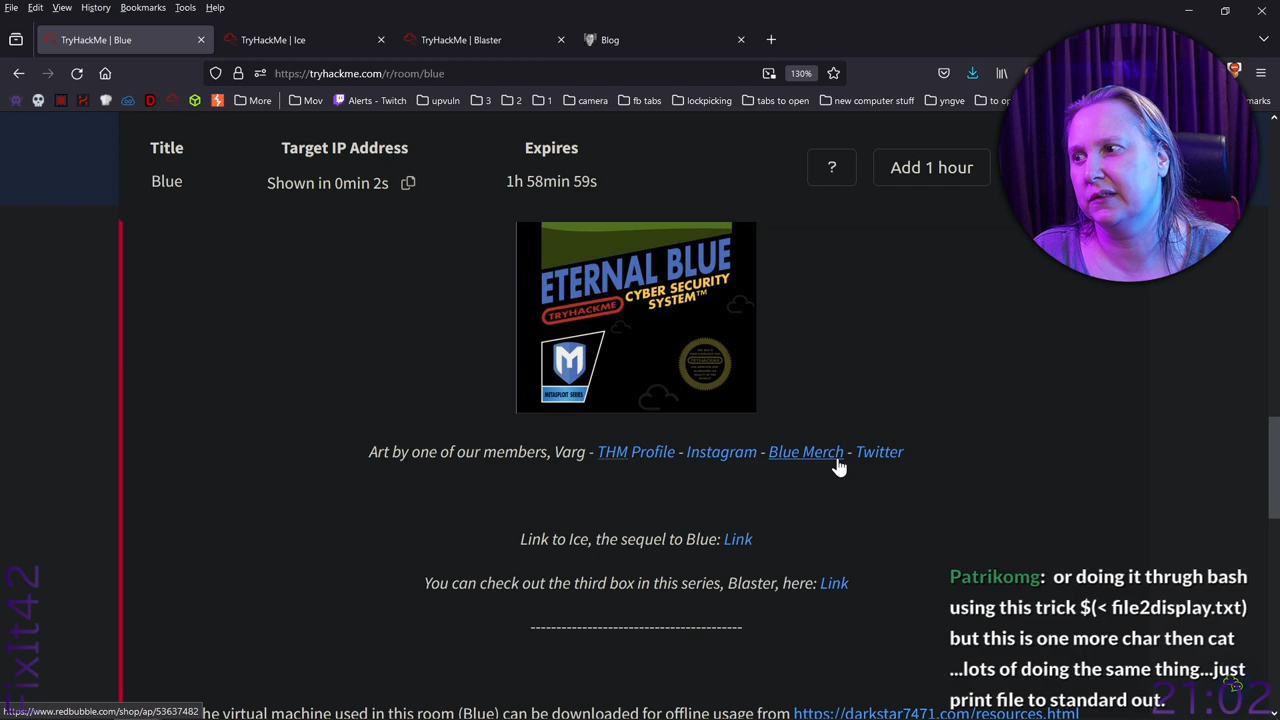 File Edit View History Bookmarks Tools Help
TryHackMe | Blue
TryHackMe | Ice
TryHackMe | Blaster
Blog
https://tryhackme.com/r/room/blue
130%
More
Mov
Alerts - Twitch
upvuln
3
2
1
camera
fb tabs
lockpicking
tabs to open
new computer stuff
yngve
to op
marks
Title
Target IP Address
Expires
Blue
Shown in 0min 2s
1h 58min 59s
?
Add 1 hour
ETERNAL BLUE
TRYHACKME
CYBER SECURITY
SYSTEM™
METASPLOIT SERIES
Art by one of our members, Varg - THM Profile - Instagram - Blue Merch - Twitter
Link to Ice, the sequel to Blue: Link
You can check out the third box in this series, Blaster, here: Link
----------------------------------------
he virtual machine used in this room (Blue) can be downloaded for offline usage from https://darkstar7471.com/resources.html
https://www.redbubble.com/shop/ap/53637482
FixIt42
Patrikomg: or doing it thrugh bash
using this trick $(< file2display.txt)
but this is one more char then cat
...lots of doing the same thing...just
print file to standard out.
21:02